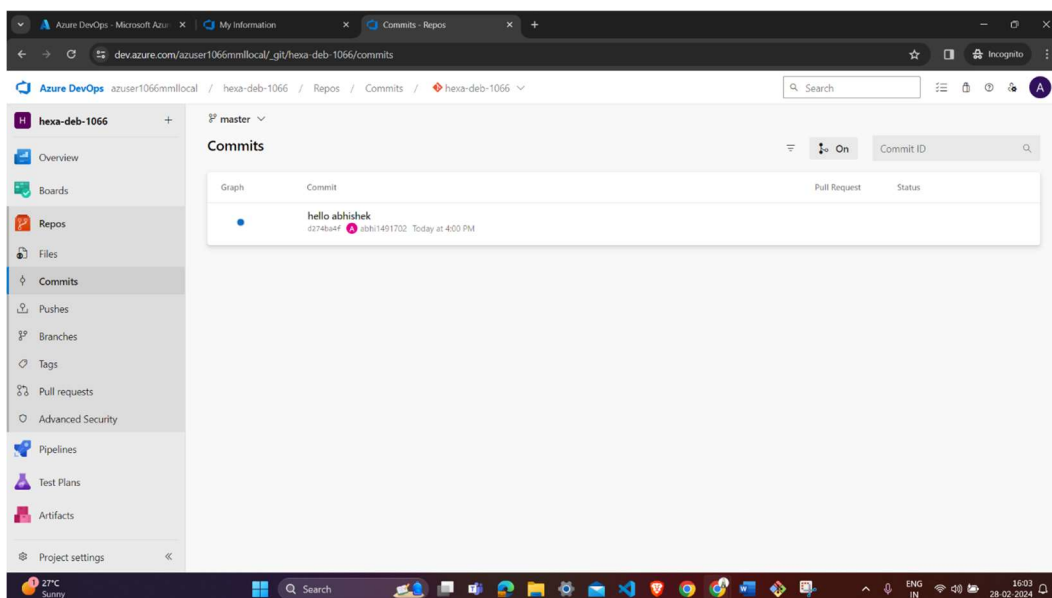 Azure DevOps - Microsoft Azur
My Information
Commits - Repos
dev.azure.com/azuser1066mmllocal/_git/hexa-deb-1066/commits
Incognito
Azure DevOps azuser1066mmllocal / hexa-deb-1066 / Repos / Commits / hexa-deb-1066
Search
A
H hexa-deb-1066 +
Overview
Boards
Repos
Files
Commits
Pushes
Branches
Tags
Pull requests
Advanced Security
Pipelines
Test Plans
Artifacts
Project settings
master
Commits
On
Commit ID
Graph Commit Pull Request Status
hello abhishek
d274ba4f A abhi1491702 Today at 4:00 PM
1 27°C
Sunny
Search
ENG
IN
16:03
28-02-2024